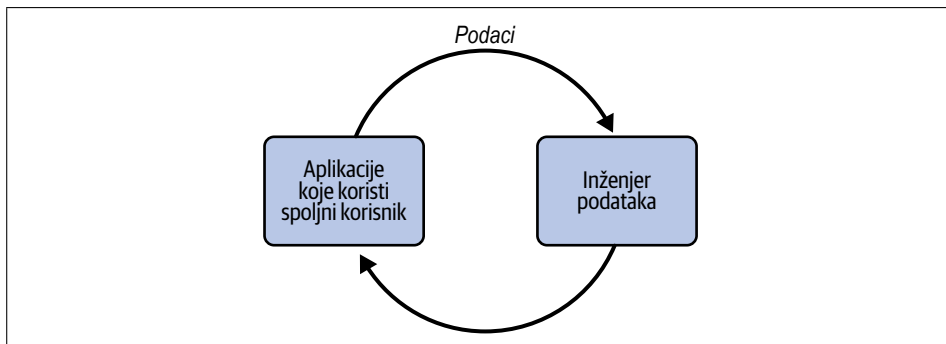 Podaci
Aplikacije
koje koristi
spoljni korisnik
Inženjer
podataka